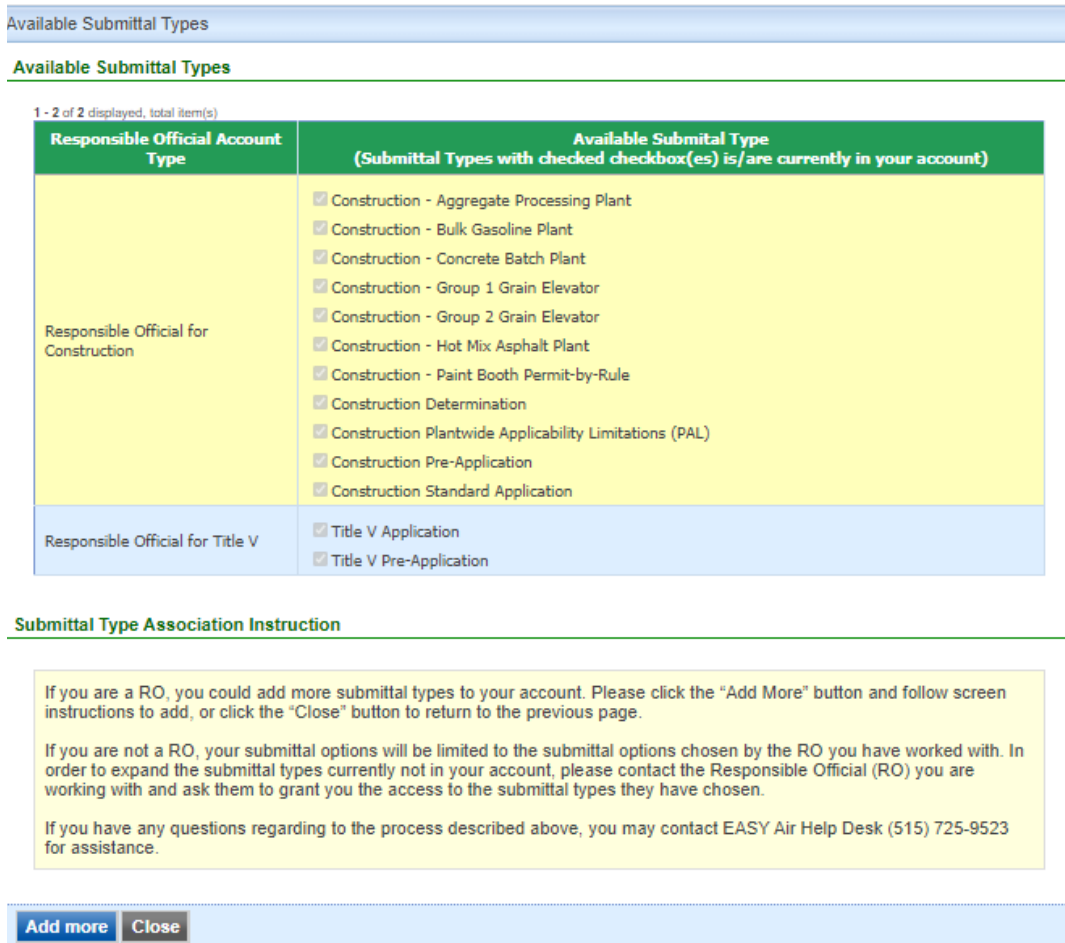 Available Submittal Types
Available Submittal Types
1 - 2 of 2 displayed, total item(s)
Responsible Official Account
Type
Available Submital Type
(Submittal Types with checked checkbox(es) is/are currently in your account)
Responsible Official for
Construction
Construction - Aggregate Processing Plant
Construction - Bulk Gasoline Plant
Construction - Concrete Batch Plant
Construction - Group 1 Grain Elevator
Construction - Group 2 Grain Elevator
Construction - Hot Mix Asphalt Plant
Construction - Paint Booth Permit-by-Rule
Construction Determination
Construction Plantwide Applicability Limitations (PAL)
Construction Pre-Application
Construction Standard Application
Responsible Official for Title V
Title V Application
Title V Pre-Application
Submittal Type Association Instruction
If you are a RO, you could add more submittal types to your account. Please click the “Add More” button and follow screen
instructions to add, or click the “Close” button to return to the previous page.
If you are not a RO, your submittal options will be limited to the submittal options chosen by the RO you have worked with. In
order to expand the submittal types currently not in your account, please contact the Responsible Official (RO) you are
working with and ask them to grant you the access to the submittal types they have chosen.
If you have any questions regarding to the process described above, you may contact EASY Air Help Desk (515) 725-9523
for assistance.
Add more Close